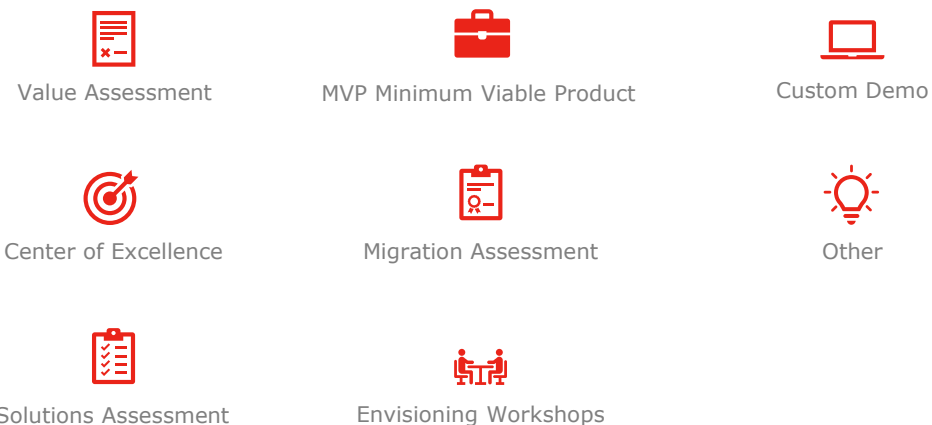 Value Assessment
MVP Minimum Viable Product
Custom Demo
Center of Excellence
Migration Assessment
Other
Solutions Assessment
Envisioning Workshops